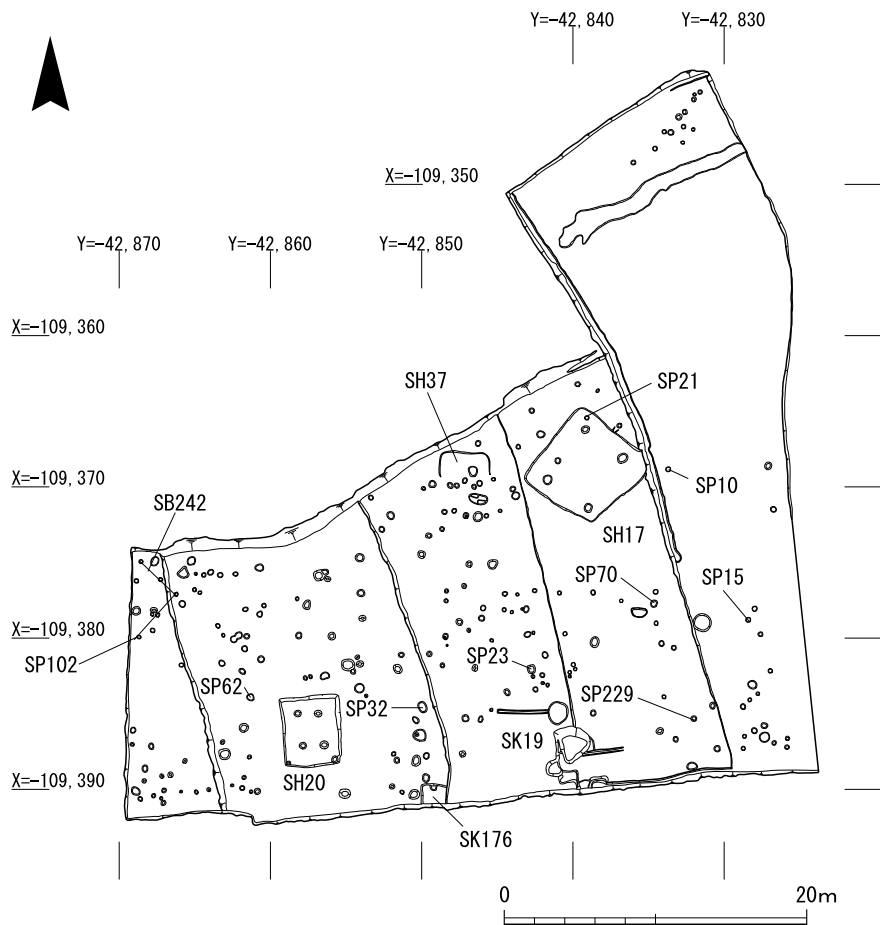 Y=-42,840 Y=-42,830
X=-109,350
Y=-42,870 Y=-42,860 Y=-42,850
X=-109,360
SH37
SP21
X=-109,370
SP10
SB242
SH17
SP70
SP15
X=-109,380
SP102
SP23
SP62
SP32
SP229
SK19
SH20
X=-109,390
SK176
0 20m